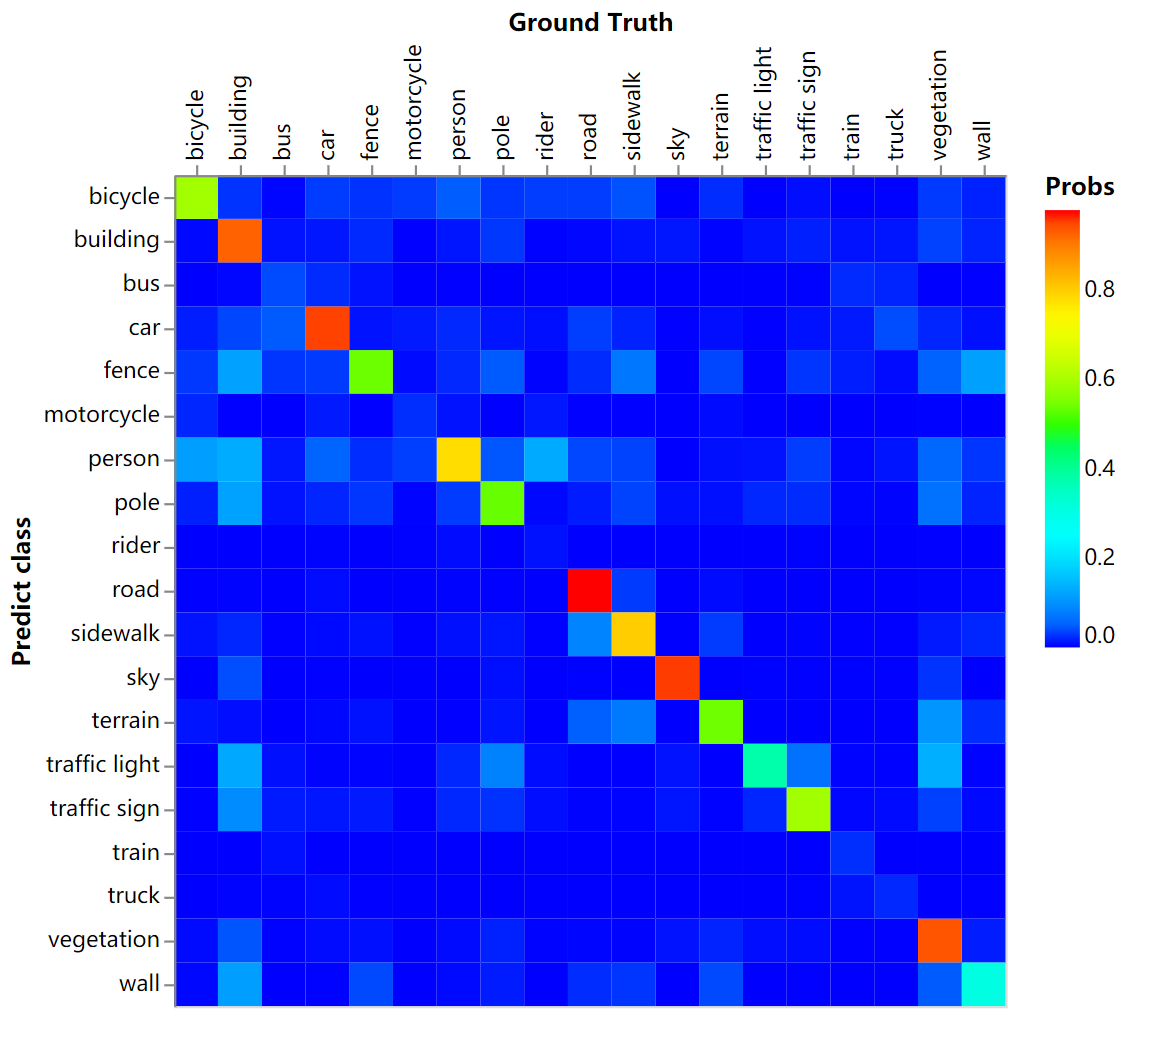 Ground Truth
bicycle
building
bus
car
fence
motorcycle
person
pole
rider
road
sidewalk
sky
terrain
traffic light
traffic sign
train
truck
vegetation
wall
Predict class
bicycle
building
bus
car
fence
motorcycle
person
pole
rider
road
sidewalk
sky
terrain
traffic light
traffic sign
train
truck
vegetation
wall
Probs
0.8
0.6
0.4
0.2
0.0